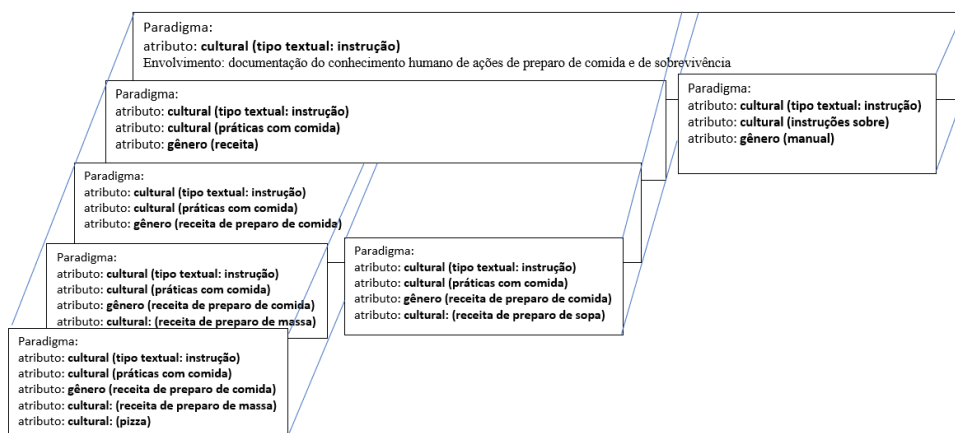 Paradigma:
atributo: cultural (tipo textual: instrução)
Envolvimento: documentação do conhecimento humano de ações de preparo de comida e de sobrevivência
Paradigma:
atributo: cultural (tipo textual: instrução)
atributo: cultural (práticas com comida)
atributo: gênero (receita)
Paradigma:
atributo: cultural (tipo textual: instrução)
atributo: cultural (instruções sobre)
atributo: gênero (manual)
Paradigma:
atributo: cultural (tipo textual: instrução)
atributo: cultural (práticas com comida)
atributo: gênero (receita de preparo de comida)
Paradigma:
atributo: cultural (tipo textual: instrução)
atributo: cultural (práticas com comida)
atributo: gênero (receita de preparo de comida)
atributo: cultural: (receita de preparo de massa)
Paradigma:
atributo: cultural (tipo textual: instrução)
atributo: cultural (práticas com comida)
atributo: gênero (receita de preparo de comida)
atributo: cultural: (receita de preparo de sopa)
Paradigma:
atributo: cultural (tipo textual: instrução)
atributo: cultural (práticas com comida)
atributo: gênero (receita de preparo de comida)
atributo: cultural: (receita de preparo de massa)
atributo: cultural: (pizza)